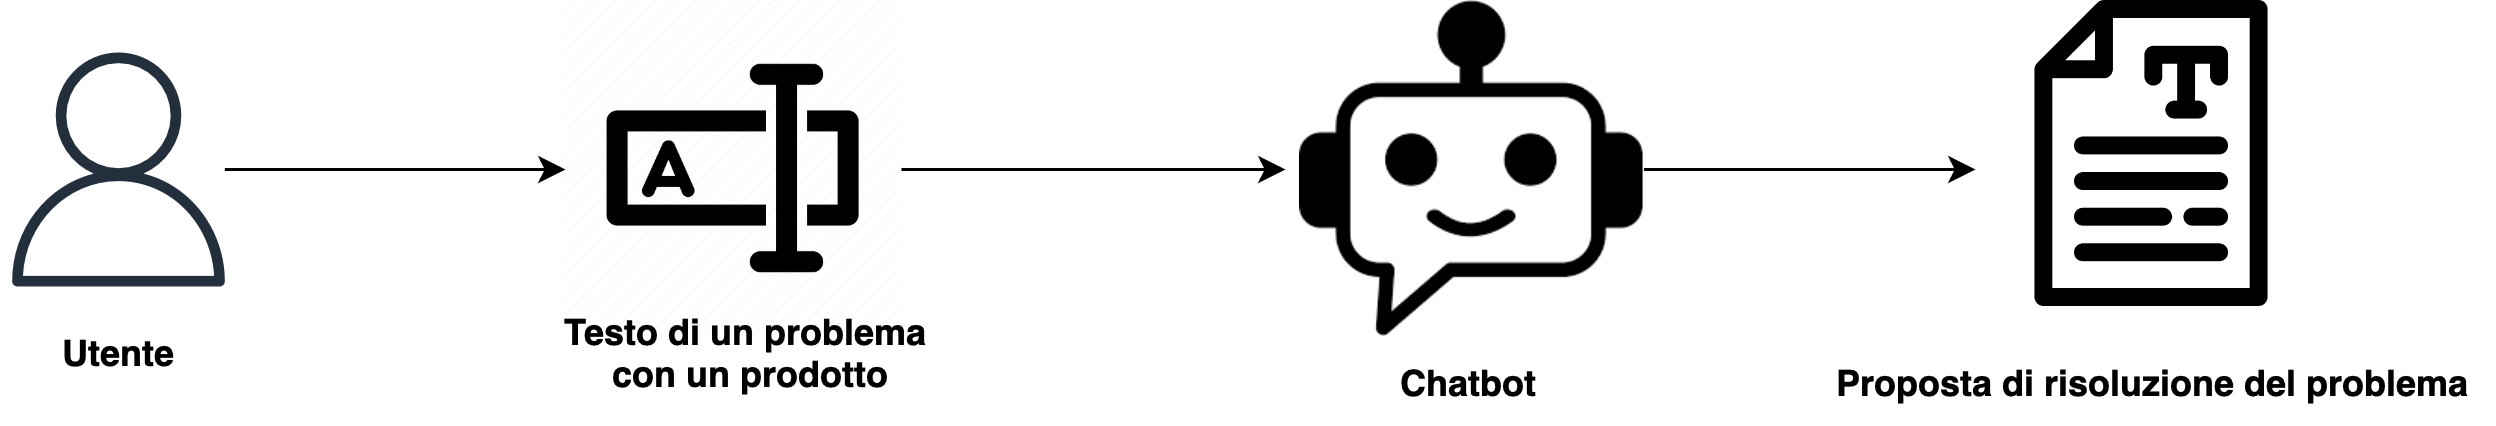 Utente
Testo di un problema
con un prodotto
Chatbot
Proposta di risoluzione del problema
A
T